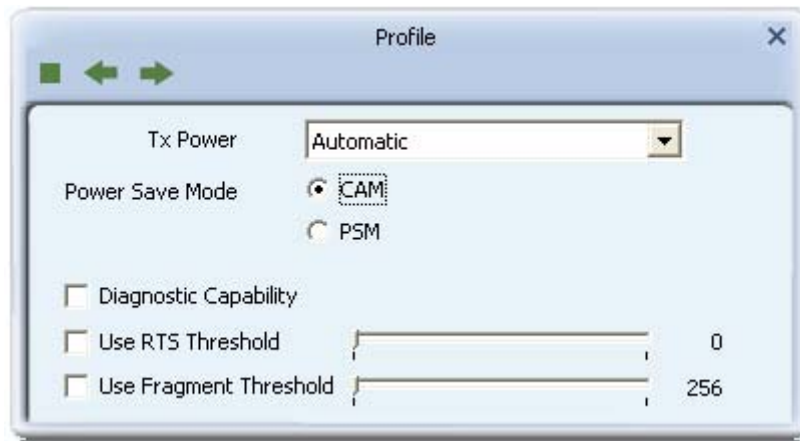 Profile
Tx Power Automatic
Power Save Mode CAM
PSM
Diagnostic Capability
Use RTS Threshold 0
Use Fragment Threshold 256